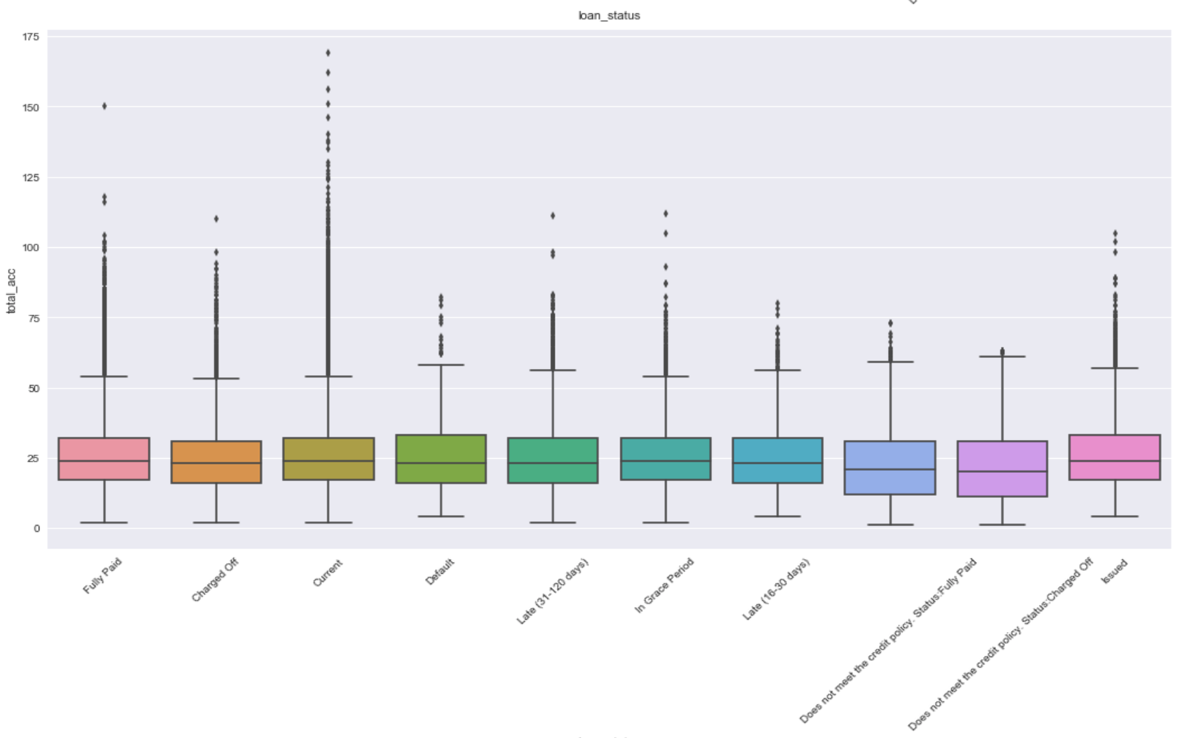 loan_status
175
150
125
100
75
50
25
0
total_acc
Fully Paid
Charged Off
Current
Default
Late (31-120 days)
In Grace Period
Late (16-30 days)
Does not meet the credit policy. Status:Fully Paid
Does not meet the credit policy. Status:Charged Off
Issued